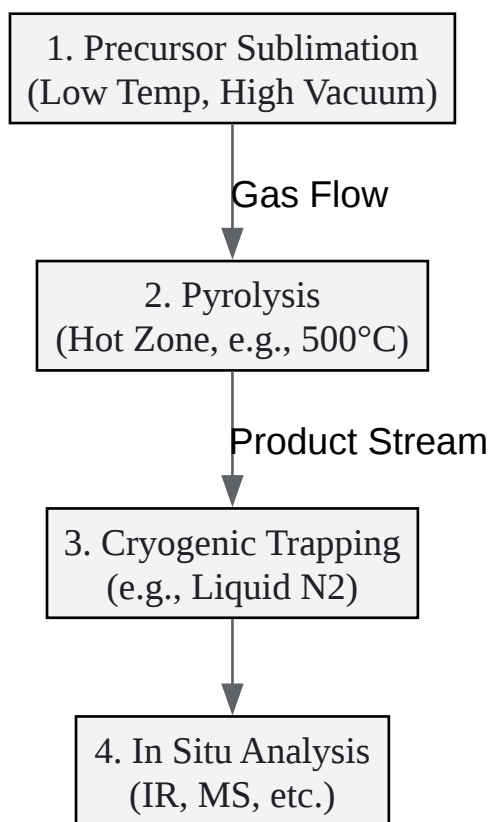 1. Precursor Sublimation
(Low Temp, High Vacuum)
Gas Flow
2. Pyrolysis
(Hot Zone, e.g., 500°C)
Product Stream
3. Cryogenic Trapping
(e.g., Liquid N2)
4. In Situ Analysis
(IR, MS, etc.)